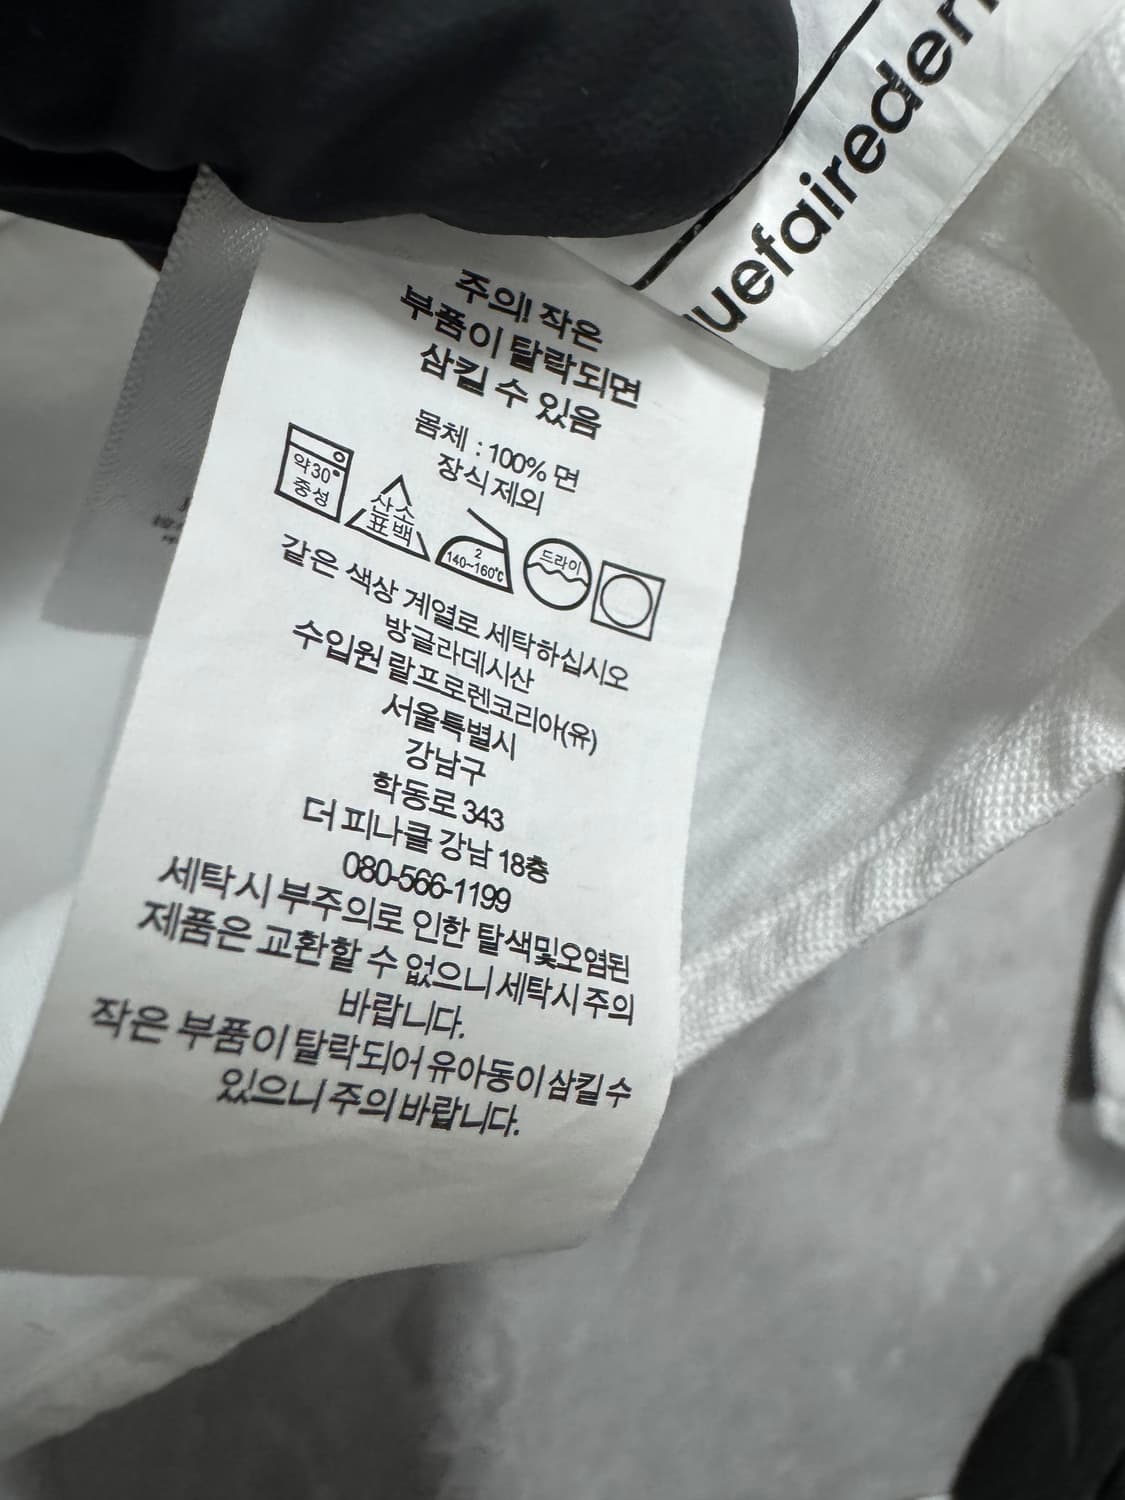 uefaireden
주의! 작은
부품이 탈락되면
삼킬 수 있음
몸체 : 100% 면
장식제외
약30°
중성
산소
표백
2
140~160℃
드라이
같은 색상 계열로 세탁하십시오
방글라데시산
수입원 랄프로렌코리아(유)
서울특별시
강남구
학동로 343
더 피나클 강남 18층
080-566-1199
세탁시 부주의로 인한 탈색및오염된
제품은 교환할 수 없으니 세탁시 주의
바랍니다.
작은 부품이 탈락되어 유아동이 삼킬 수
있으니 주의 바랍니다.